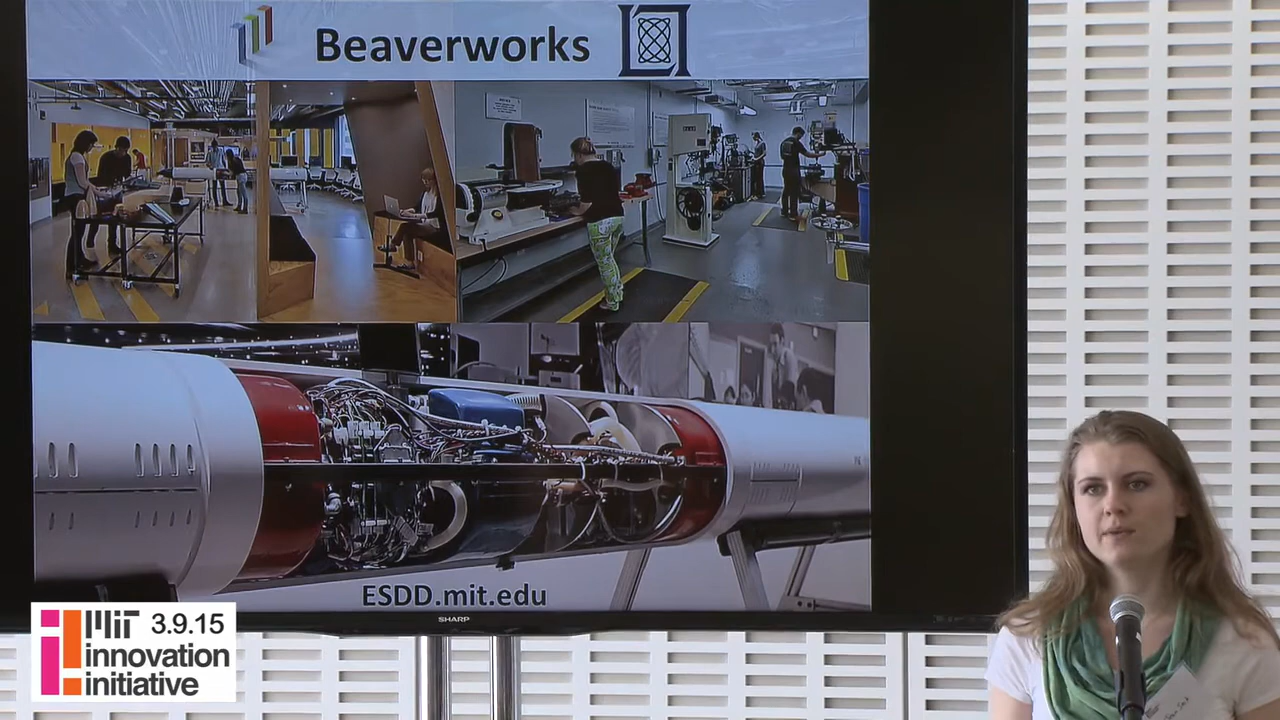 Beaverworks
ESDD.mit.edu
SHARP
MIT 3.9.15
innovation
initiative